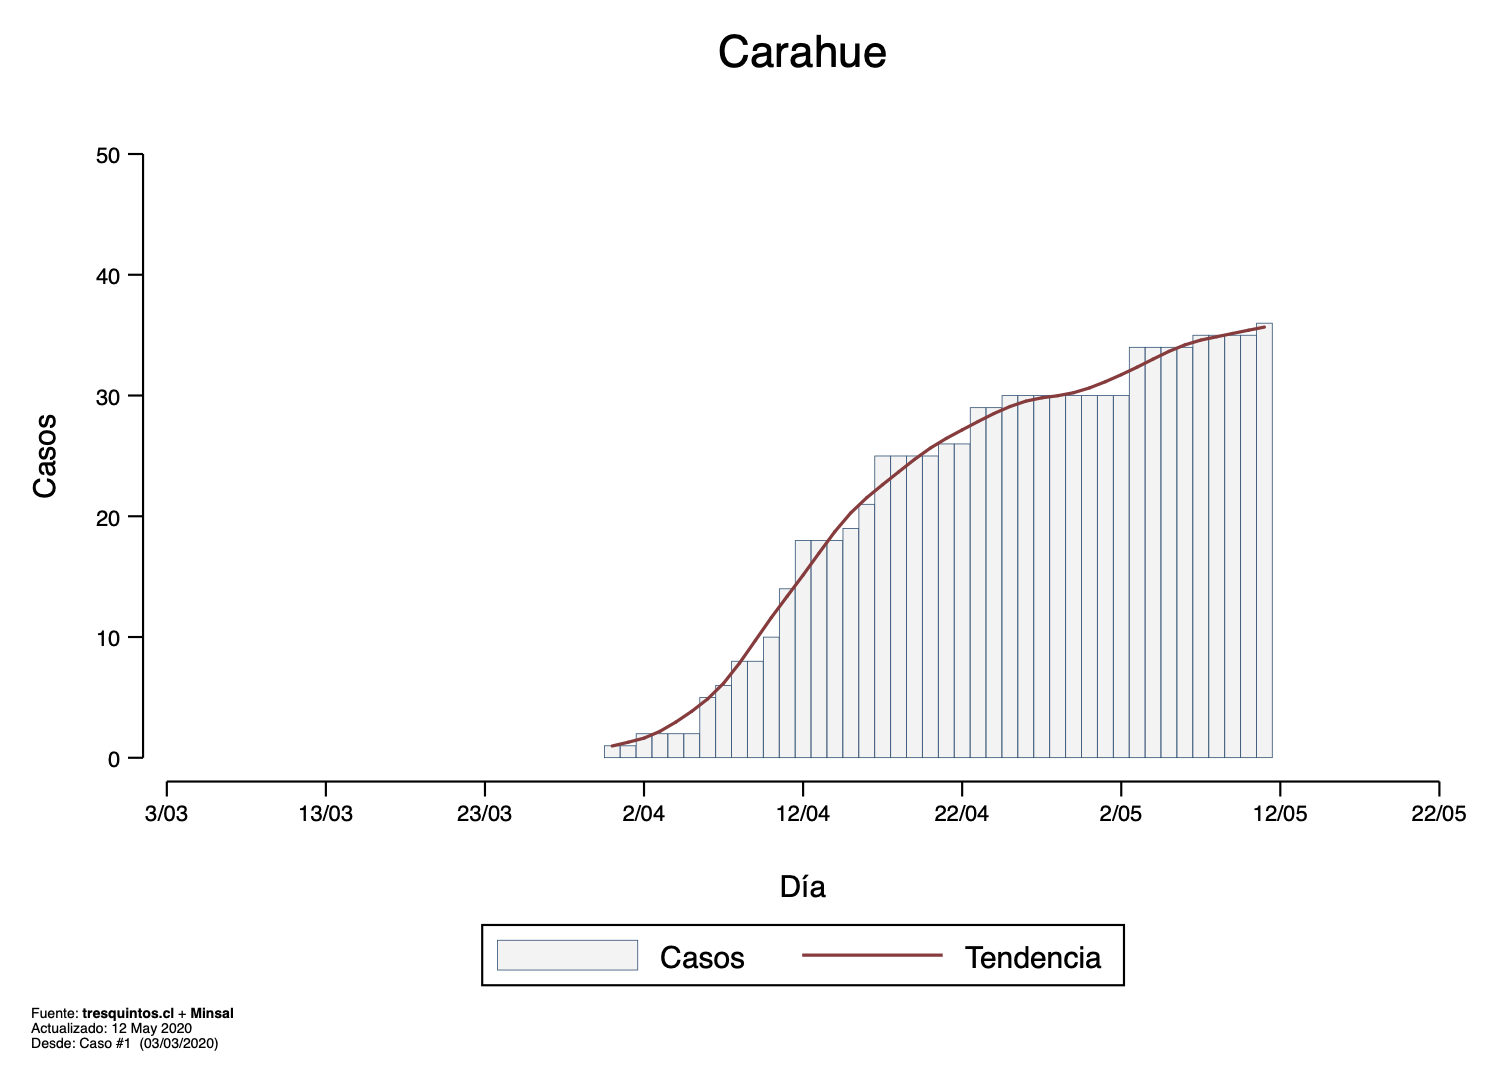 Carahue
50
40
30
20
10
0
Casos
3/03 13/03 23/03 2/04 12/04 22/04 2/05 12/05 22/05
Día
Casos Tendencia
Fuente: tresquintos.cl + Minsal
Actualizado: 12 May 2020
Desde: Caso #1 (03/03/2020)